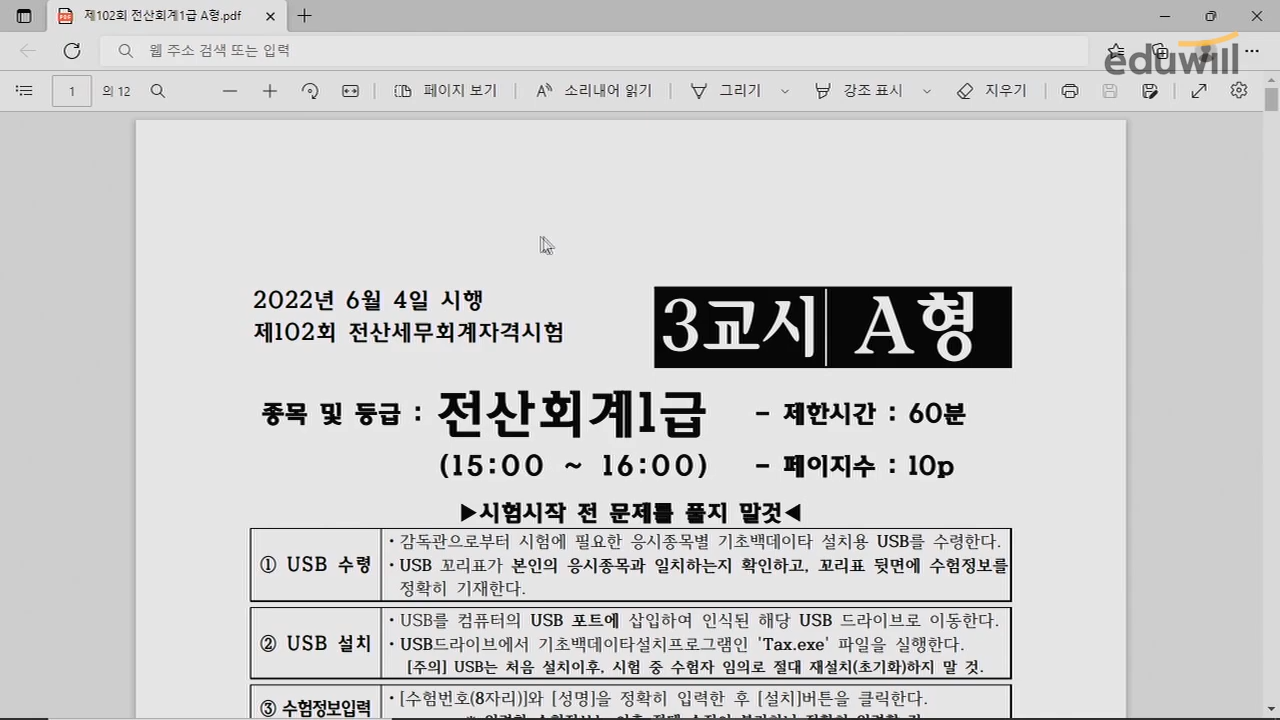 제102회 전산회계1급 A형.pdf
웹 주소 검색 또는 입력
eduwill
1 의 12 페이지 보기 소리내어 읽기 그리기 강조 표시 지우기
2022년 6월 4일 시행
제102회 전산세무회계자격시험
3교시 A형
종목 및 등급 : 전산회계1급 - 제한시간 : 60분
(15:00 ~ 16:00) - 페이지수 : 10p
▶시험시작 전 문제를 풀지 말것◀
① USB 수령
· 감독관으로부터 시험에 필요한 응시종목별 기초백데이타 설치용 USB를 수령한다.
· USB 꼬리표가 본인의 응시종목과 일치하는지 확인하고, 꼬리표 뒷면에 수험정보를
정확히 기재한다.
② USB 설치
· USB를 컴퓨터의 USB 포트에 삽입하여 인식된 해당 USB 드라이브로 이동한다.
· USB드라이브에서 기초백데이타설치프로그램인 'Tax.exe' 파일을 실행한다.
[주의] USB는 처음 설치이후, 시험 중 수험자 임의로 절대 재설치(초기화)하지 말 것.
③ 수험정보입력
· [수험번호(8자리)]와 [성명]을 정확히 입력한 후 [설치]버튼을 클릭한다.